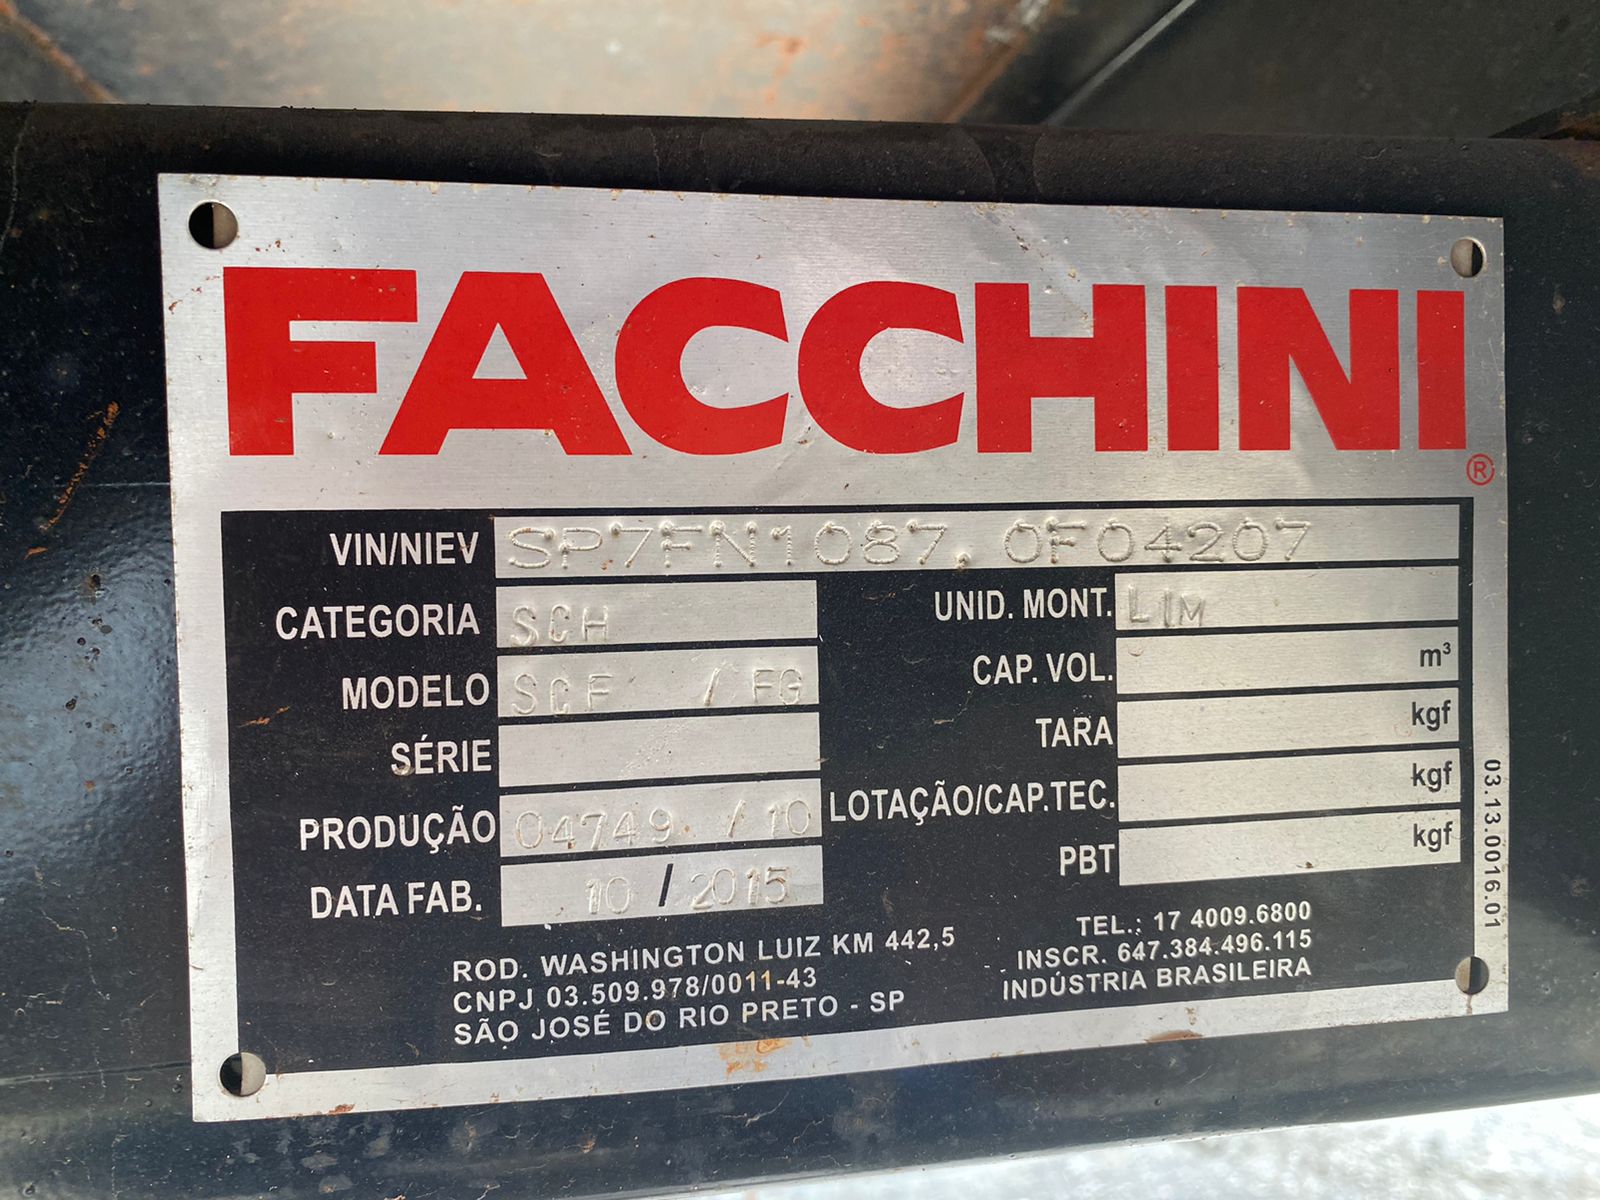 FACCHINI®
VIN/NIEV SP7FN1087.0F04207
CATEGORIA SCH
UNID. MONT. LIM
MODELO SCF / FG
CAP. VOL. m³
SÉRIE
TARA kgf
PRODUÇÃO 04749 / 10
LOTAÇÃO/CAP.TEC. kgf
DATA FAB. 10 / 2015
PBT kgf
ROD. WASHINGTON LUIZ KM 442,5
CNPJ 03.509.978/0011-43
SÃO JOSÉ DO RIO PRETO - SP
TEL.: 17 4009.6800
INSCR. 647.384.496.115
INDÚSTRIA BRASILEIRA
03.13.0016.01